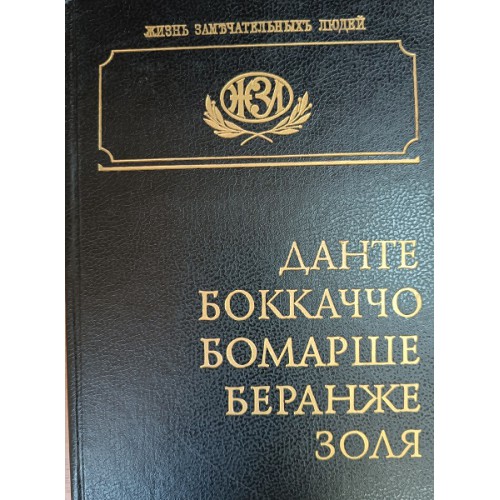 ЖИЗНЬ ЗАМѢЧАТЕЛЬНЫХЪ ЛЮДЕЙ
ЖЗЛ
ДАНТЕ
БОККАЧЧО
БОМАРШЕ
БЕРАНЖЕ
ЗОЛЯ